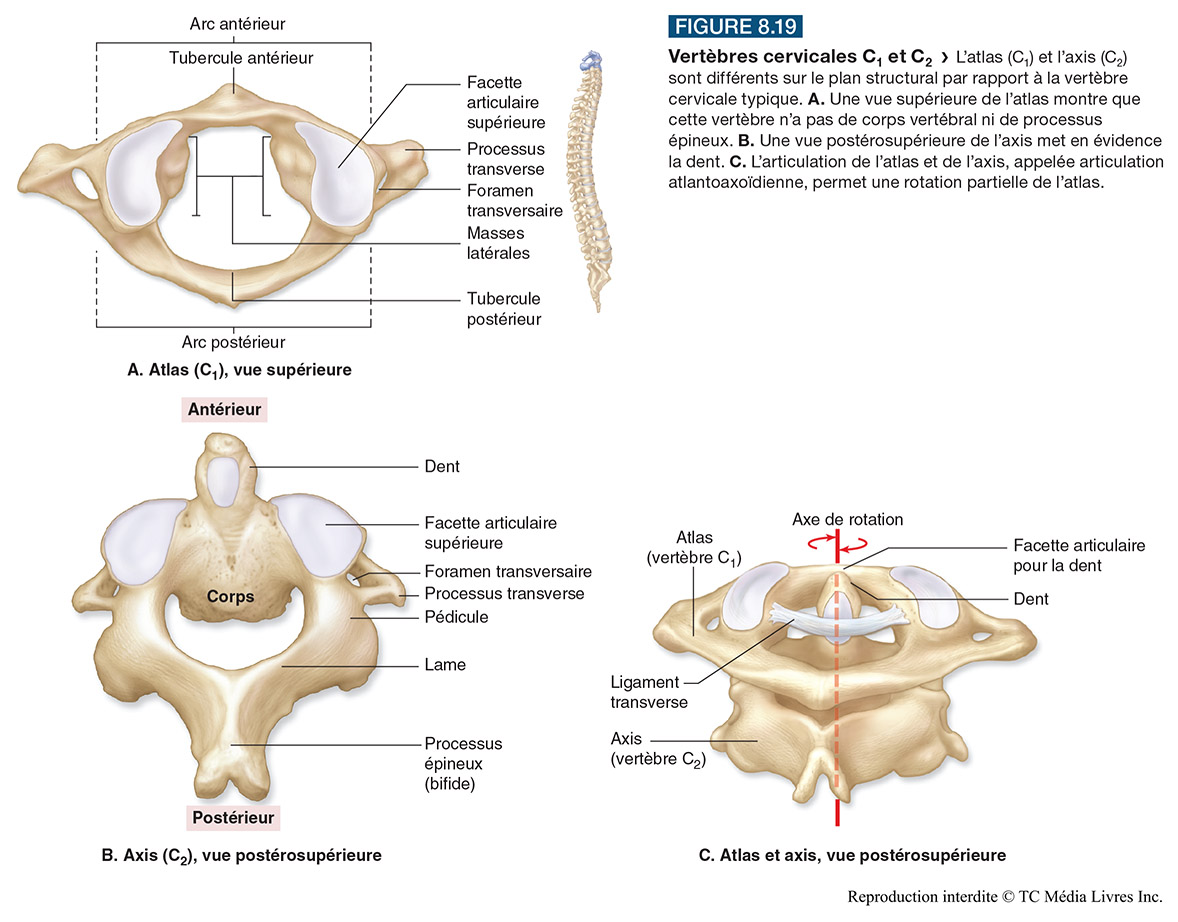 FIGURE 8.19
Vertèbres cervicales C₁ et C₂ › L’atlas (C₁) et l’axis (C₂)
sont différents sur le plan structural par rapport à la vertèbre
cervicale typique. A. Une vue supérieure de l’atlas montre que
cette vertèbre n’a pas de corps vertébral ni de processus
épineux. B. Une vue postérosupérieure de l’axis met en évidence
la dent. C. L’articulation de l’atlas et de l’axis, appelée articulation
atlantoaxoïdienne, permet une rotation partielle de l’atlas.
Arc antérieur
Tubercule antérieur
Facette
articulaire
supérieure
Processus
transverse
Foramen
transversaire
Masses
latérales
Tubercule
postérieur
Arc postérieur
A. Atlas (C₁), vue supérieure
Antérieur
Dent
Facette articulaire
supérieure
Foramen transversaire
Processus transverse
Corps
Pédicule
Lame
Processus
épineux
(bifide)
Postérieur
B. Axis (C₂), vue postérosupérieure
Axe de rotation
Atlas
(vertèbre C₁)
Facette articulaire
pour la dent
Dent
Ligament
transverse
Axis
(vertèbre C₂)
C. Atlas et axis, vue postérosupérieure
Reproduction interdite © TC Média Livres Inc.